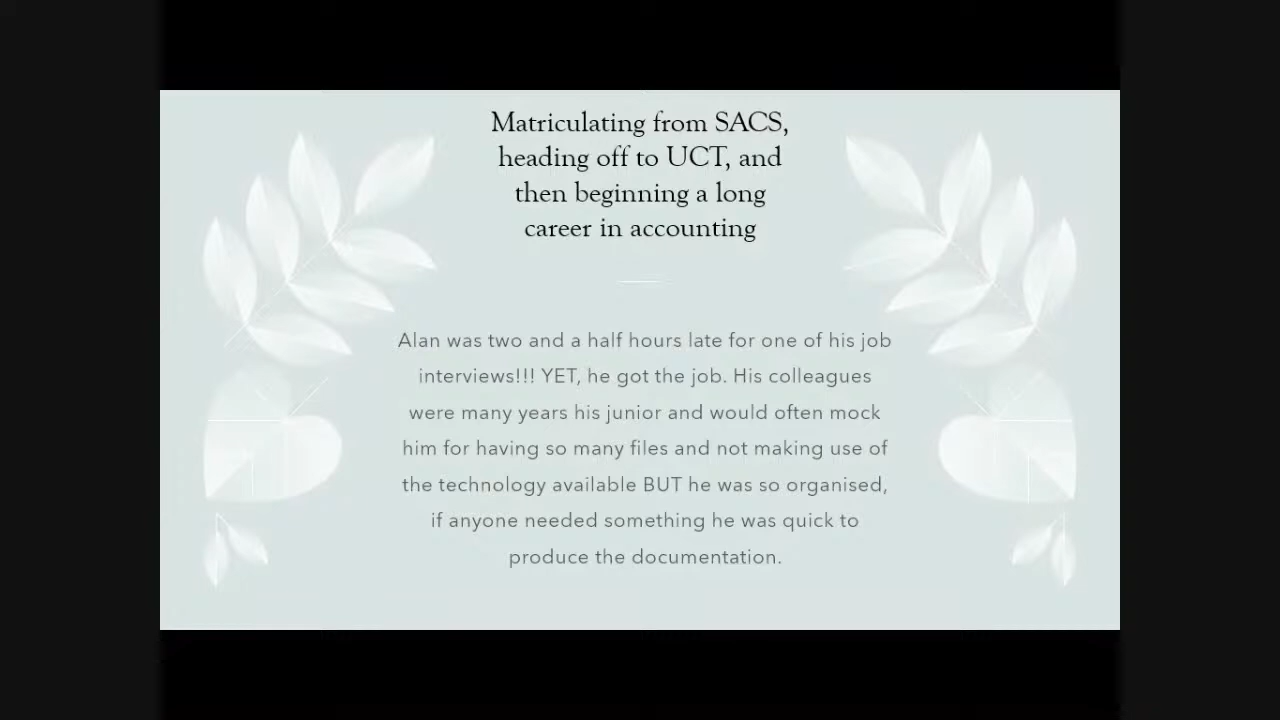 Matriculating from SACS,
heading off to UCT, and
then beginning a long
career in accounting
Alan was two and a half hours late for one of his job
interviews!!! YET, he got the job. His colleagues
were many years his junior and would often mock
him for having so many files and not making use of
the technology available BUT he was so organised,
if anyone needed something he was quick to
produce the documentation.